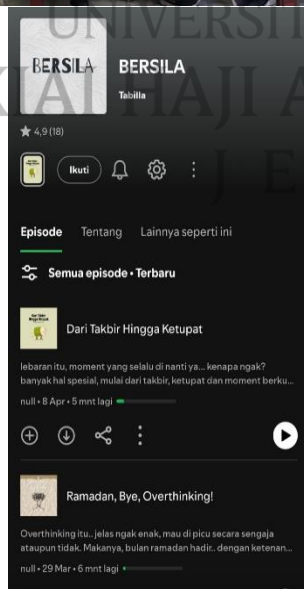 UNIVERSI
BERSILA
BERSILA
Tabilla
KIAI HAJI A
4,9 (18)
J E
Ikuti
Episode Tentang Lainnya seperti ini
Semua episode • Terbaru
Dari Takbir Hingga Ketupat
lebaran itu, moment yang selalu di nanti ya... kenapa ngak?
banyak hal spesial, mulai dari takbir, ketupat dan moment berku...
null • 8 Apr • 5 mnt lagi
Ramadan, Bye, Overthinking!
Overthinking itu.. jelas ngak enak, mau di picu secara sengaja
ataupun tidak. Makanya, bulan ramadan hadir.. dengan ketenan...
null • 29 Mar • 6 mnt lagi